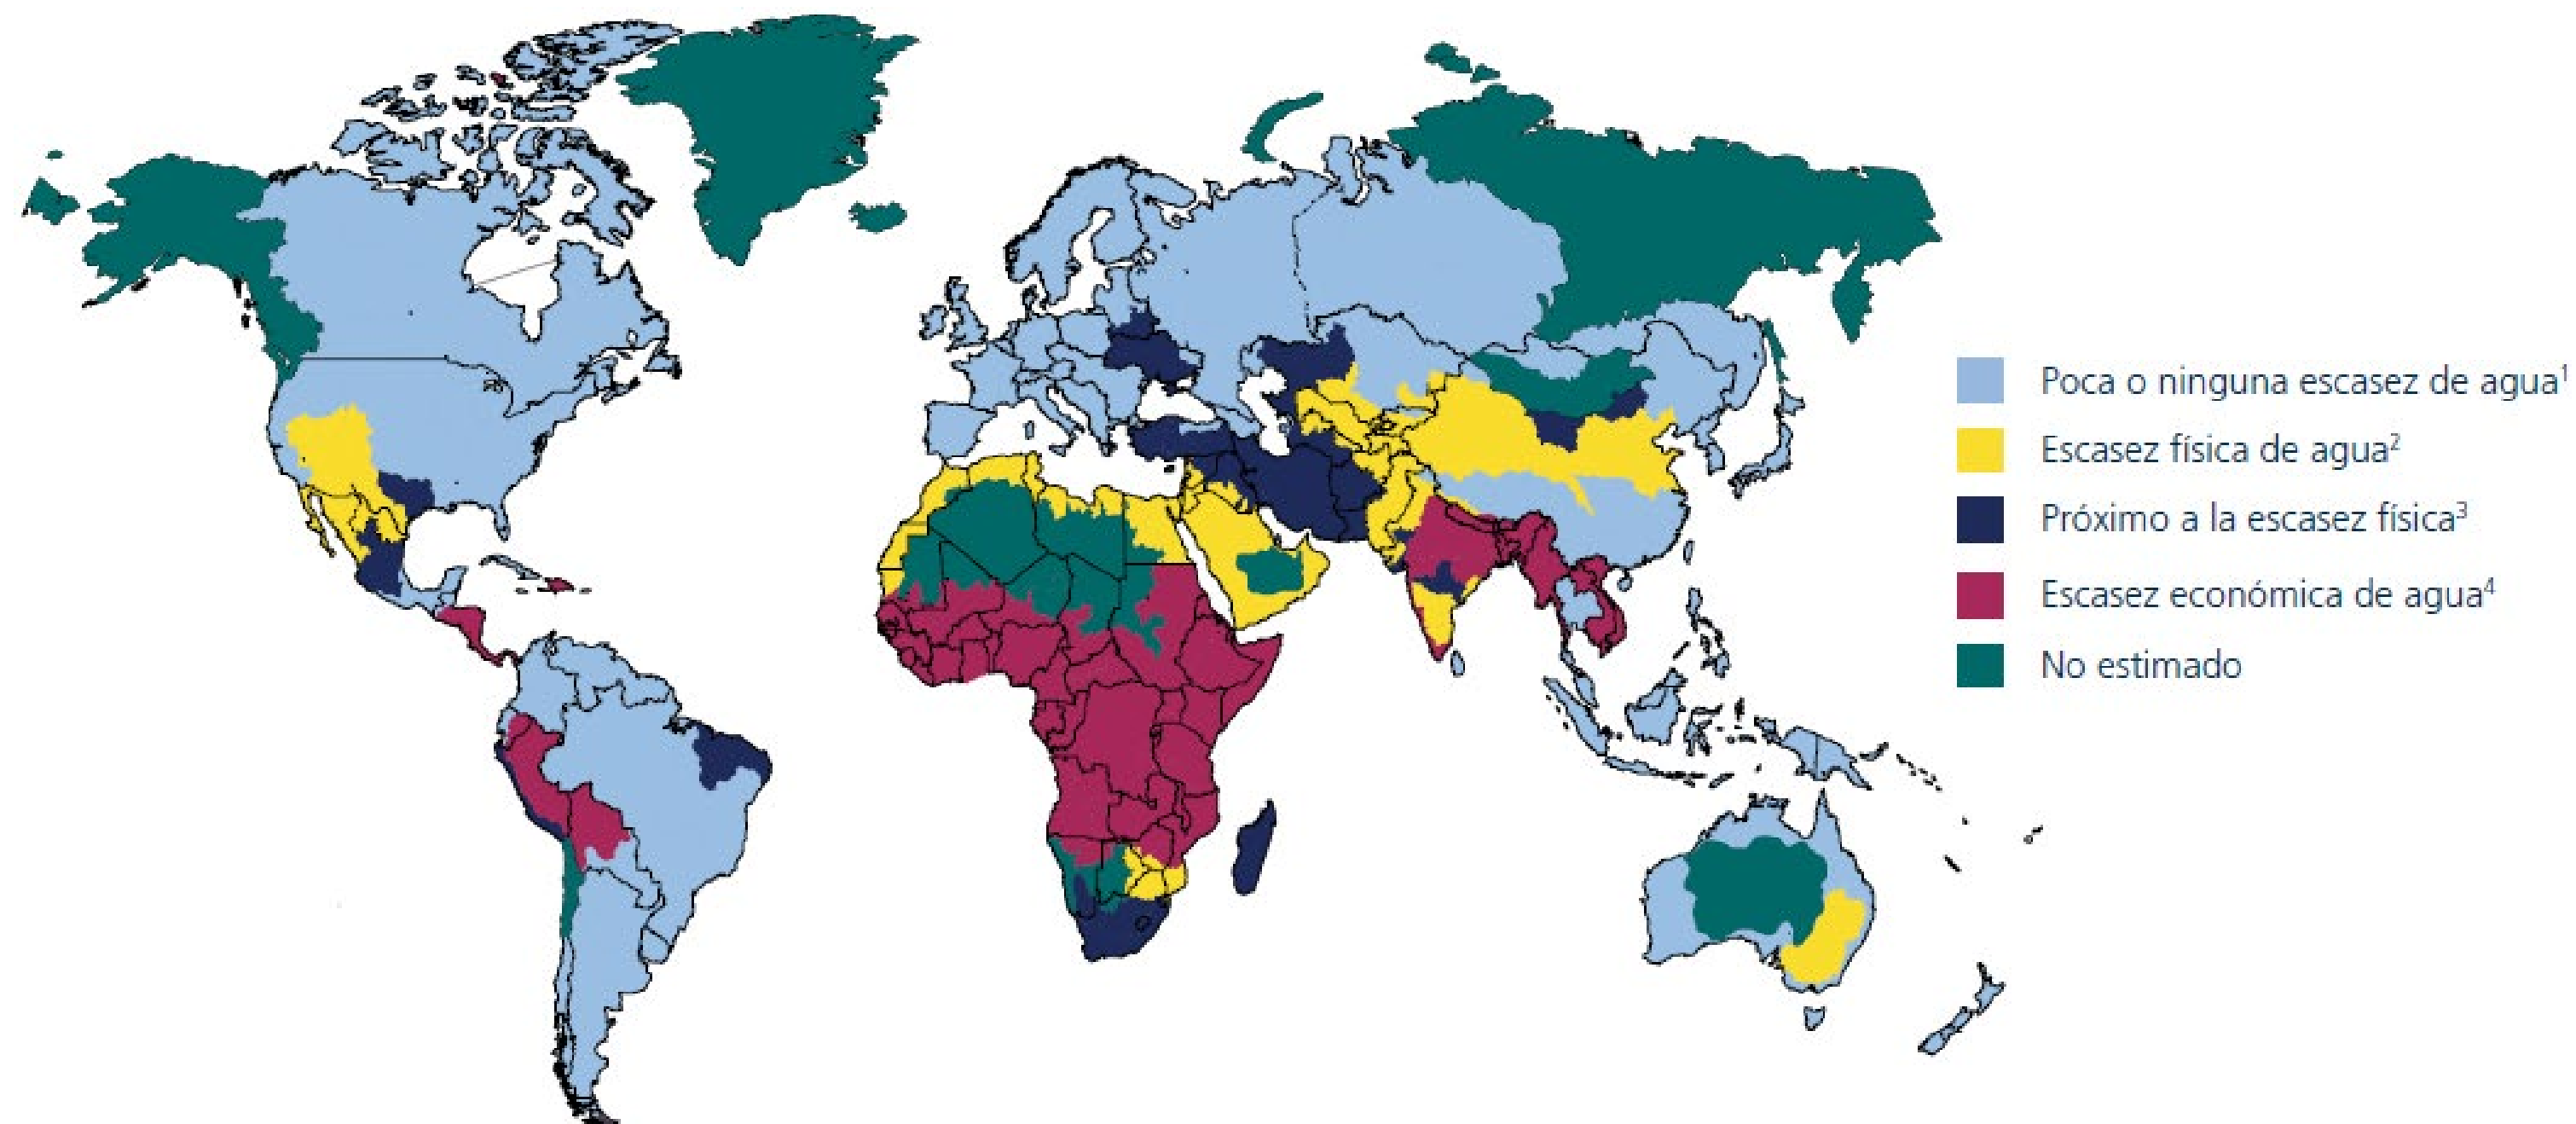 Poca o ninguna escasez de agua¹
Escasez física de agua²
Próximo a la escasez física³
Escasez económica de agua⁴
No estimado